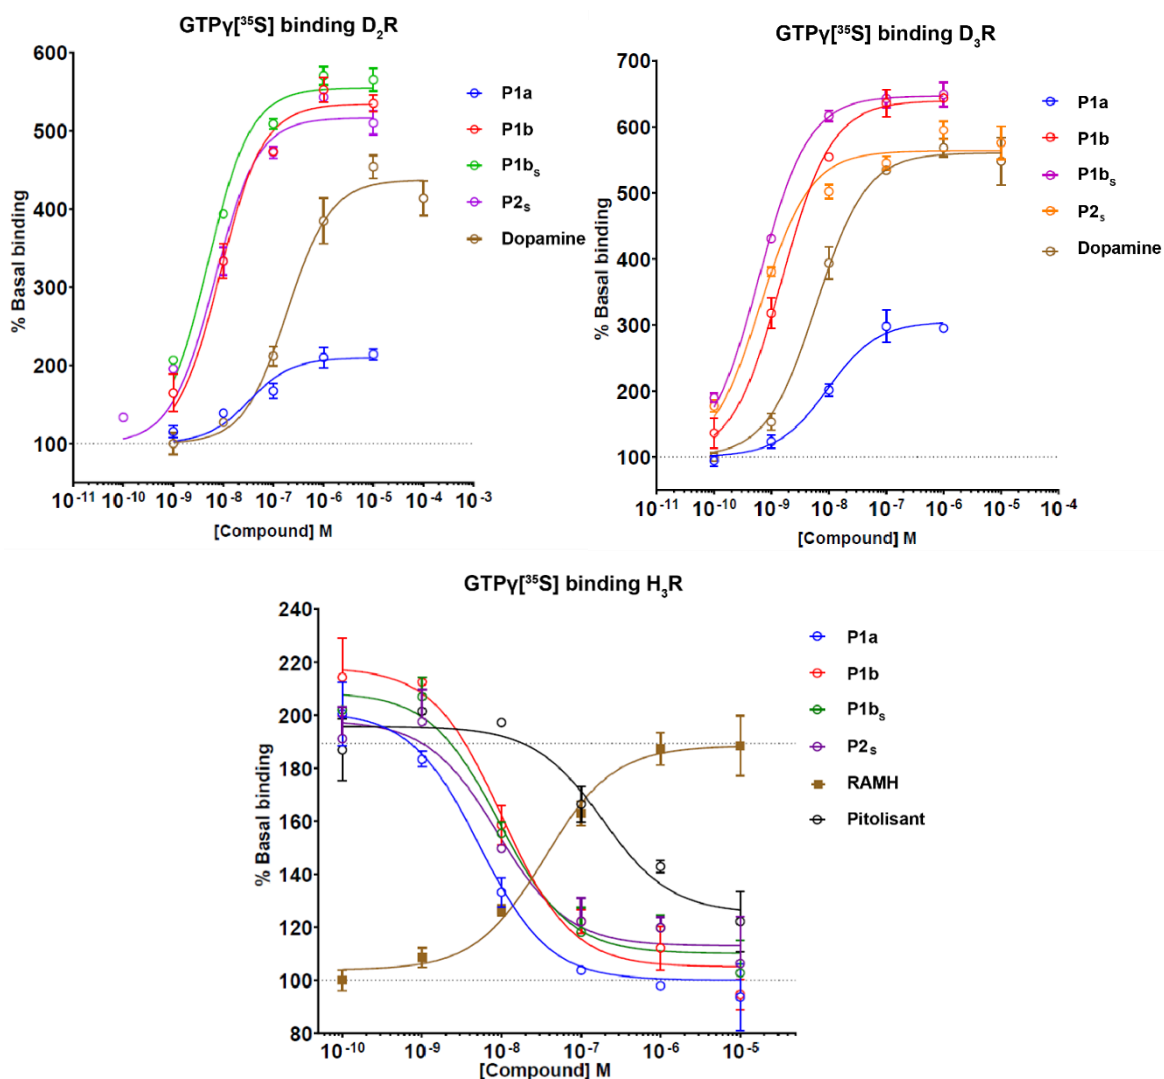 GTPγ[³⁵S] binding D₂R
600
500
400
300
200
100
% Basal binding
10⁻¹¹ 10⁻¹⁰ 10⁻⁹ 10⁻⁸ 10⁻⁷ 10⁻⁶ 10⁻⁵ 10⁻⁴ 10⁻³
[Compound] M
P1a
P1b
P1bₛ
P2ₛ
Dopamine
GTPγ[³⁵S] binding D₃R
700
600
500
400
300
200
100
% Basal binding
10⁻¹¹ 10⁻¹⁰ 10⁻⁹ 10⁻⁸ 10⁻⁷ 10⁻⁶ 10⁻⁵ 10⁻⁴
[Compound] M
P1a
P1b
P1bₛ
P2ₛ
Dopamine
GTPγ[³⁵S] binding H₃R
240
220
200
180
160
140
120
100
80
% Basal binding
10⁻¹⁰ 10⁻⁹ 10⁻⁸ 10⁻⁷ 10⁻⁶ 10⁻⁵
[Compound] M
P1a
P1b
P1bₛ
P2ₛ
RAMH
Pitolisant